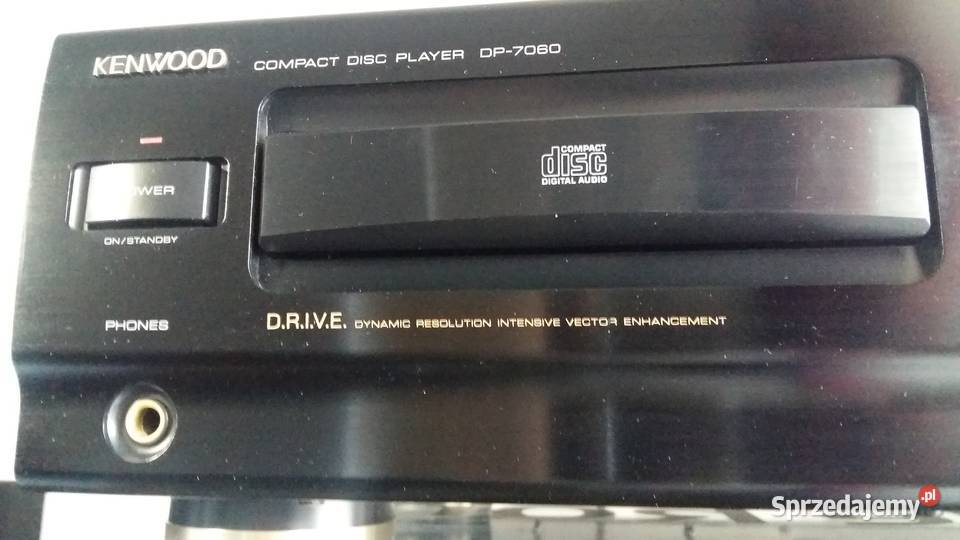 KENWOOD COMPACT DISC PLAYER DP-7060
COMPACT
disc
DIGITAL AUDIO
POWER
ON/STANDBY
PHONES
D.R.I.V.E. DYNAMIC RESOLUTION INTENSIVE VECTOR ENHANCEMENT
Sprzedajemy.pl